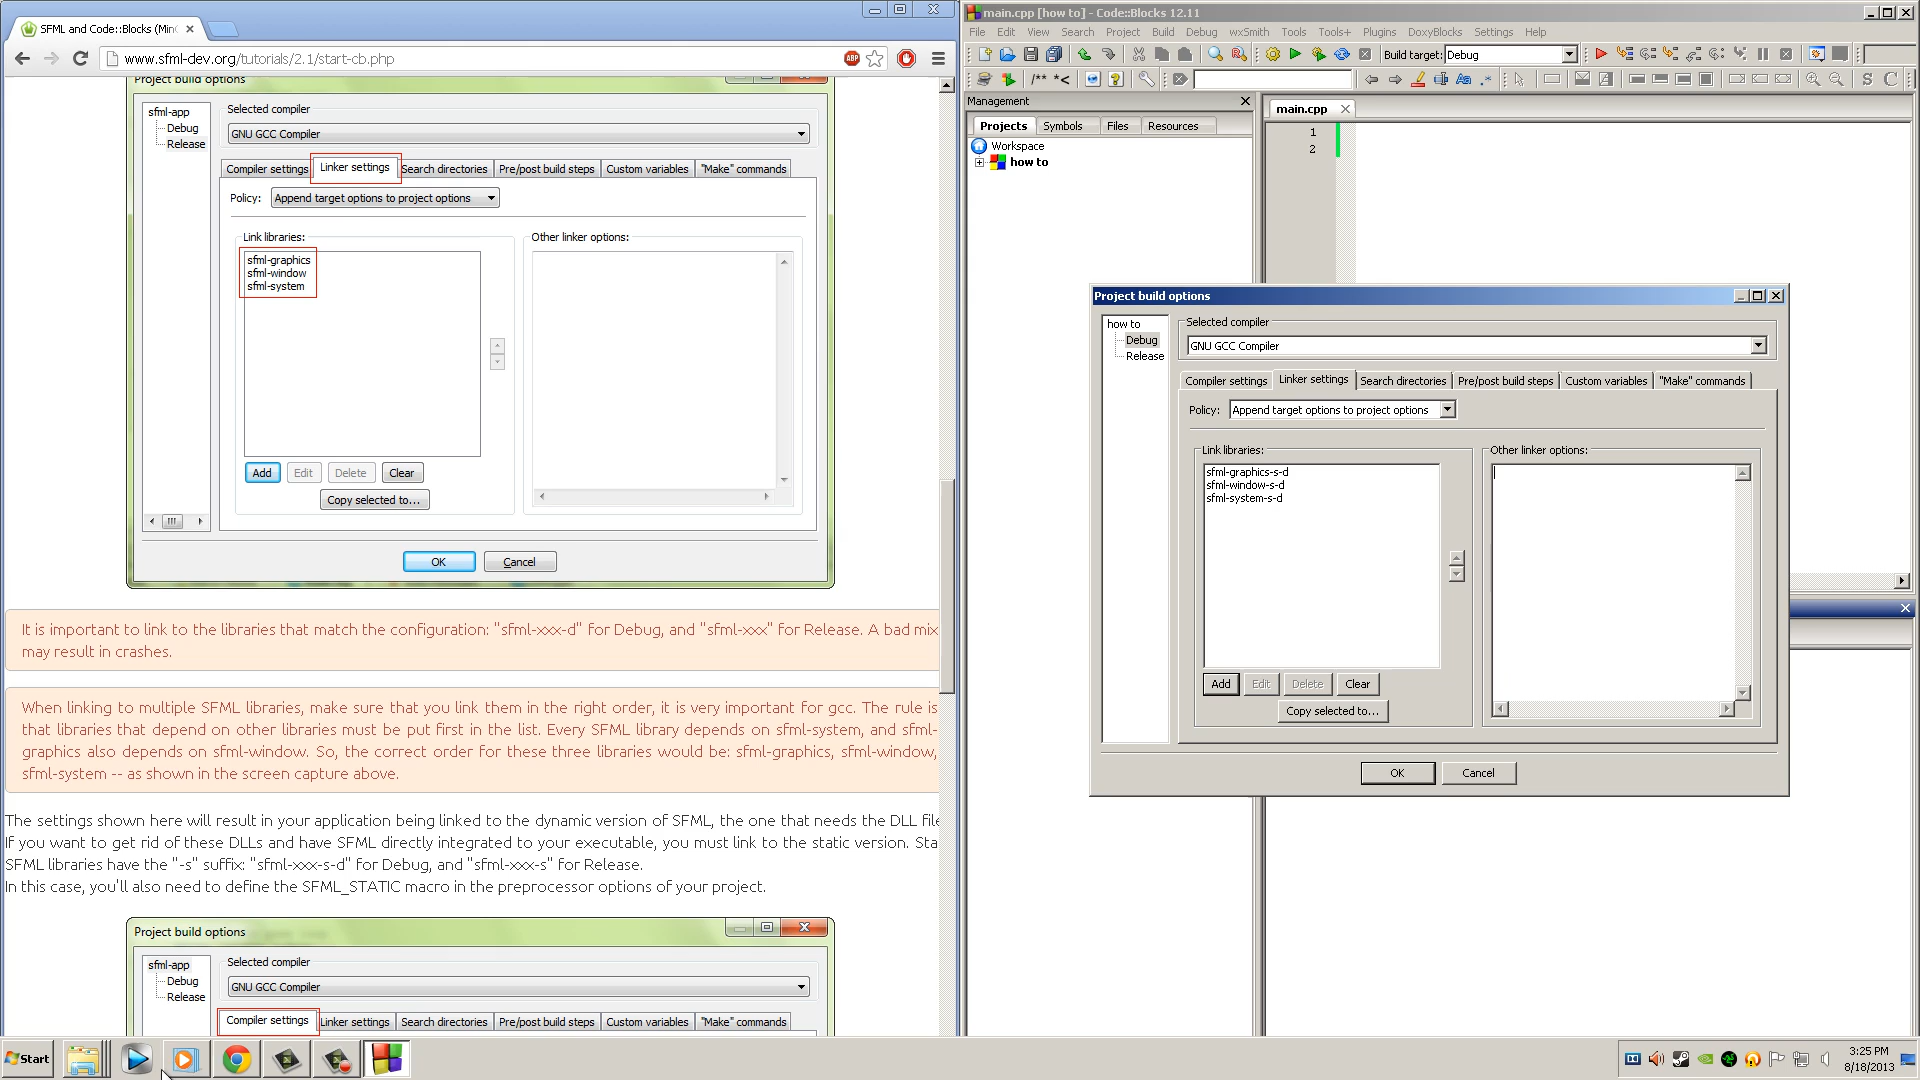 SFML and Code::Blocks (Min
www.sfml-dev.org/tutorials/2.1/start-cb.php
ABP
Project build options
sfml-app
Debug
Release
Selected compiler
GNU GCC Compiler
Compiler settings
Linker settings
Search directories
Pre/post build steps
Custom variables
"Make" commands
Policy:
Append target options to project options
Link libraries:
sfml-graphics
sfml-window
sfml-system
Other linker options:
Add
Edit
Delete
Clear
Copy selected to...
OK
Cancel
It is important to link to the libraries that match the configuration: "sfml-xxx-d" for Debug, and "sfml-xxx" for Release. A bad mix
may result in crashes.
When linking to multiple SFML libraries, make sure that you link them in the right order, it is very important for gcc. The rule is
that libraries that depend on other libraries must be put first in the list. Every SFML library depends on sfml-system, and sfml-
graphics also depends on sfml-window. So, the correct order for these three libraries would be: sfml-graphics, sfml-window,
sfml-system -- as shown in the screen capture above.
The settings shown here will result in your application being linked to the dynamic version of SFML, the one that needs the DLL file
If you want to get rid of these DLLs and have SFML directly integrated to your executable, you must link to the static version. Sta
SFML libraries have the "-s" suffix: "sfml-xxx-s-d" for Debug, and "sfml-xxx-s" for Release.
In this case, you'll also need to define the SFML_STATIC macro in the preprocessor options of your project.
Project build options
sfml-app
Debug
Release
Selected compiler
GNU GCC Compiler
Compiler settings
Linker settings
Search directories
Pre/post build steps
Custom variables
"Make" commands
main.cpp [how to] - Code::Blocks 12.11
File Edit View Search Project Build Debug wxSmith Tools Tools+ Plugins DoxyBlocks Settings Help
Build target: Debug
/** *<
Aa .*
S C
Management
Projects
Symbols
Files
Resources
Workspace
how to
main.cpp
1
2
Project build options
how to
Debug
Release
Selected compiler
GNU GCC Compiler
Compiler settings
Linker settings
Search directories
Pre/post build steps
Custom variables
"Make" commands
Policy:
Append target options to project options
Link libraries:
sfml-graphics-s-d
sfml-window-s-d
sfml-system-s-d
Other linker options:
Add
Edit
Delete
Clear
Copy selected to...
OK
Cancel
Start
3:25 PM
8/18/2013